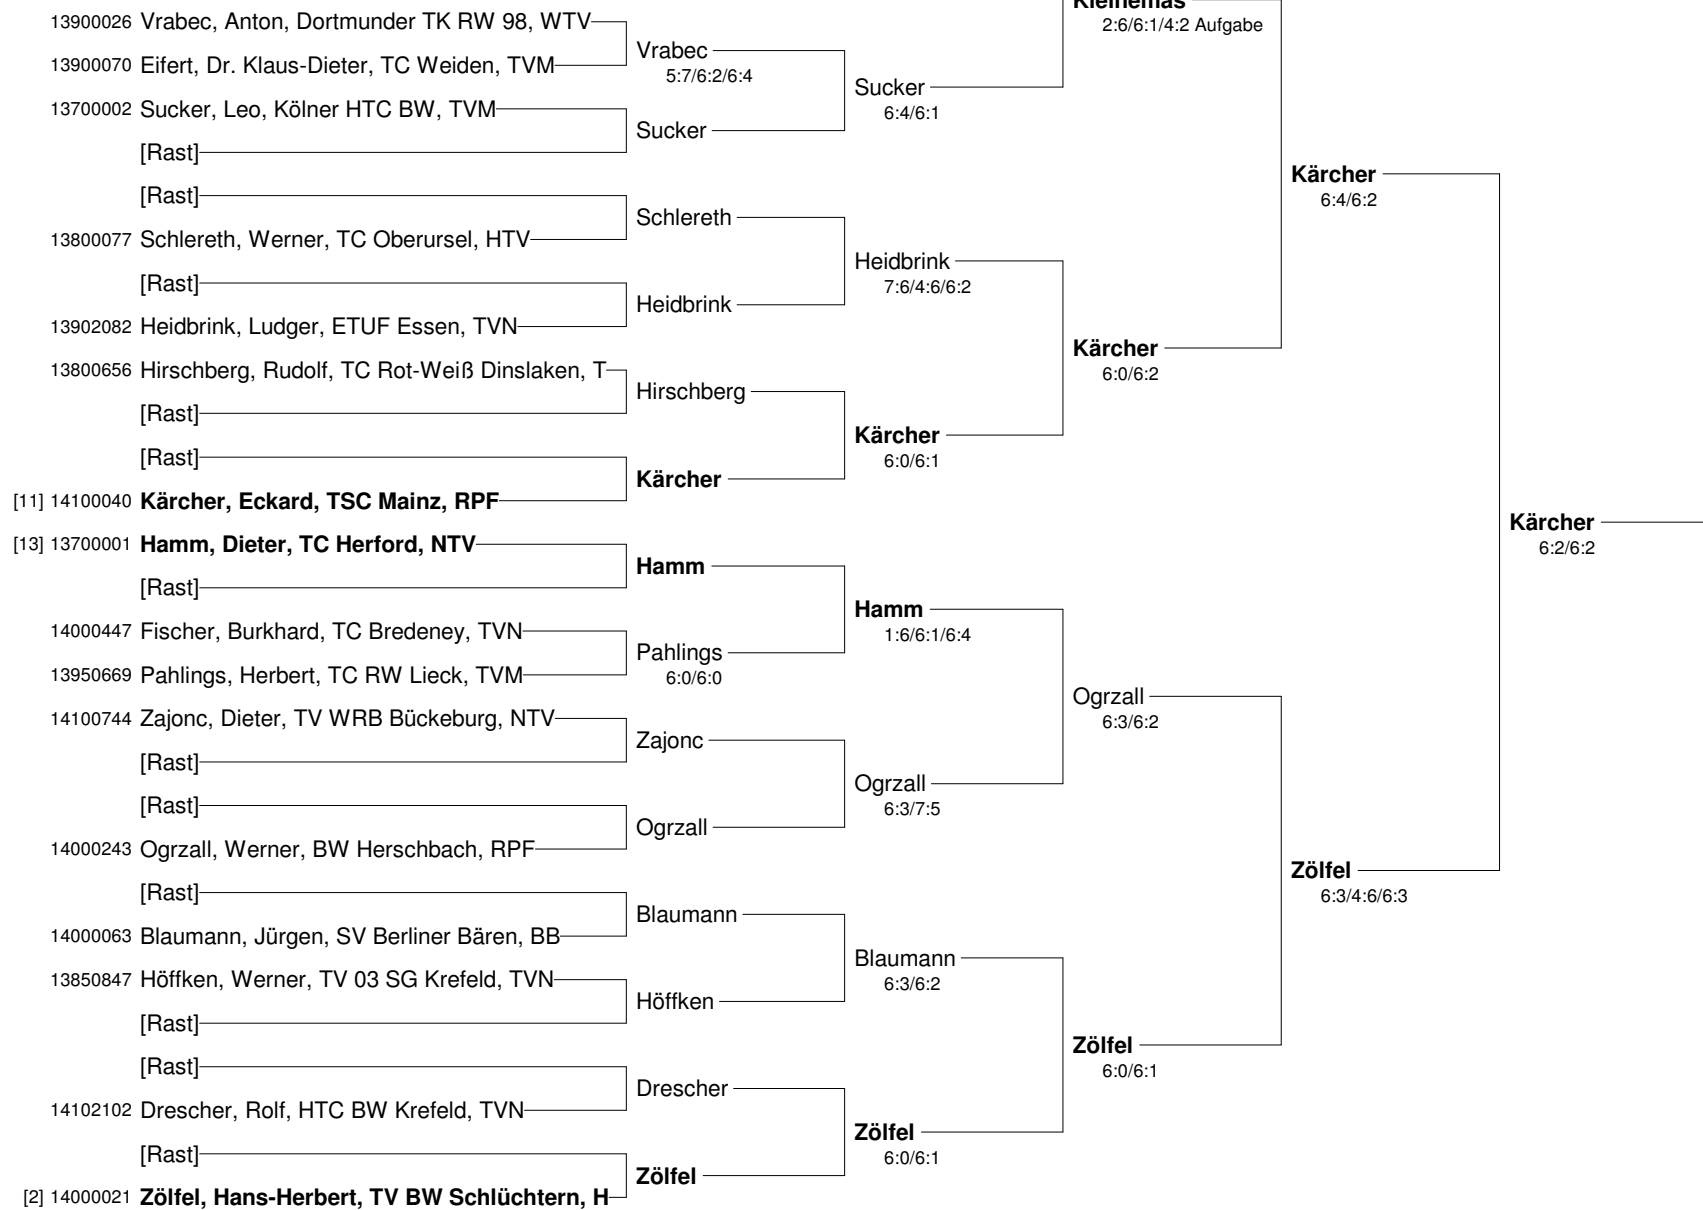 Kleinemas
2:6/6:1/4:2 Aufgabe
13900026 Vrabec, Anton, Dortmunder TK RW 98, WTV
Vrabec
5:7/6:2/6:4
13900070 Eifert, Dr. Klaus-Dieter, TC Weiden, TVM
Sucker
6:4/6:1
13700002 Sucker, Leo, Kölner HTC BW, TVM
Sucker
[Rast]
Kärcher
6:4/6:2
[Rast]
Schlereth
13800077 Schlereth, Werner, TC Oberursel, HTV
Heidbrink
7:6/4:6/6:2
[Rast]
Heidbrink
13902082 Heidbrink, Ludger, ETUF Essen, TVN
Kärcher
6:0/6:2
13800656 Hirschberg, Rudolf, TC Rot-Weiß Dinslaken, T
Hirschberg
[Rast]
Kärcher
6:0/6:1
[Rast]
Kärcher
[11] 14100040 Kärcher, Eckard, TSC Mainz, RPF
Kärcher
6:2/6:2
[13] 13700001 Hamm, Dieter, TC Herford, NTV
Hamm
[Rast]
Hamm
1:6/6:1/6:4
14000447 Fischer, Burkhard, TC Bredeney, TVN
Pahlings
6:0/6:0
13950669 Pahlings, Herbert, TC RW Lieck, TVM
Ogrzall
6:3/6:2
14100744 Zajonc, Dieter, TV WRB Bückeburg, NTV
Zajonc
[Rast]
Ogrzall
6:3/7:5
[Rast]
Ogrzall
14000243 Ogrzall, Werner, BW Herschbach, RPF
Zölfel
6:3/4:6/6:3
[Rast]
Blaumann
14000063 Blaumann, Jürgen, SV Berliner Bären, BB
Blaumann
6:3/6:2
13850847 Höffken, Werner, TV 03 SG Krefeld, TVN
Höffken
[Rast]
Zölfel
6:0/6:1
[Rast]
Drescher
14102102 Drescher, Rolf, HTC BW Krefeld, TVN
Zölfel
6:0/6:1
[Rast]
Zölfel
[2] 14000021 Zölfel, Hans-Herbert, TV BW Schlüchtern, H